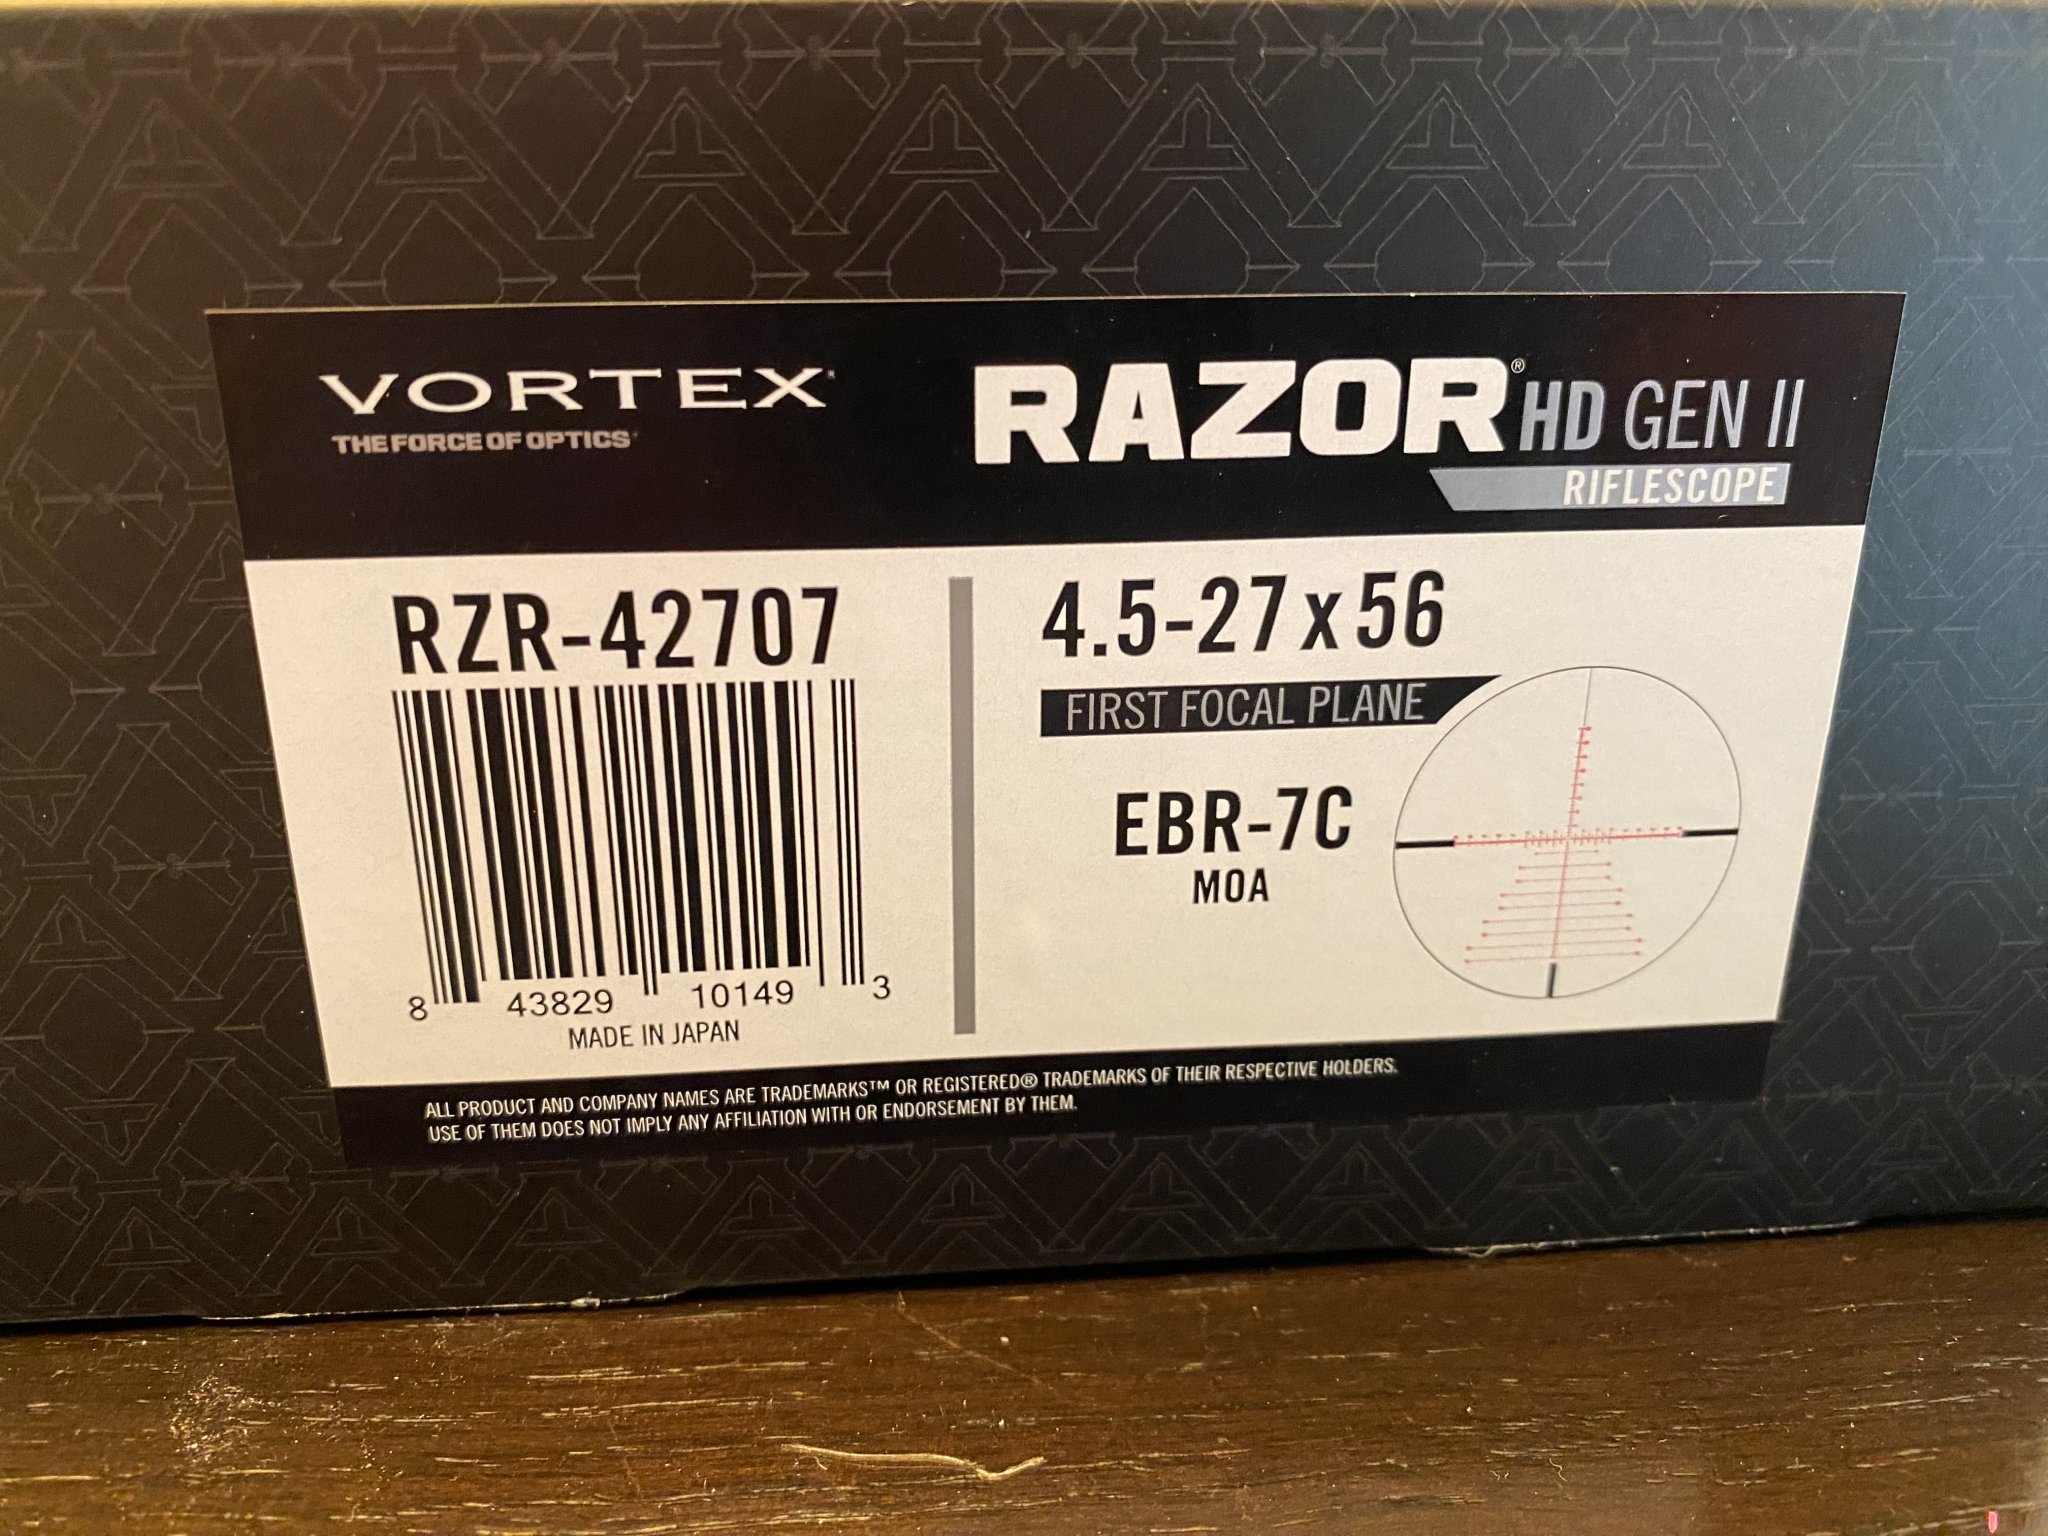 VORTEX®
THE FORCE OF OPTICS®
RAZOR® HD GEN II
RIFLESCOPE
RZR-42707
8 43829 10149 3
MADE IN JAPAN
4.5-27x56
FIRST FOCAL PLANE
EBR-7C
MOA
ALL PRODUCT AND COMPANY NAMES ARE TRADEMARKS™ OR REGISTERED® TRADEMARKS OF THEIR RESPECTIVE HOLDERS.
USE OF THEM DOES NOT IMPLY ANY AFFILIATION WITH OR ENDORSEMENT BY THEM.